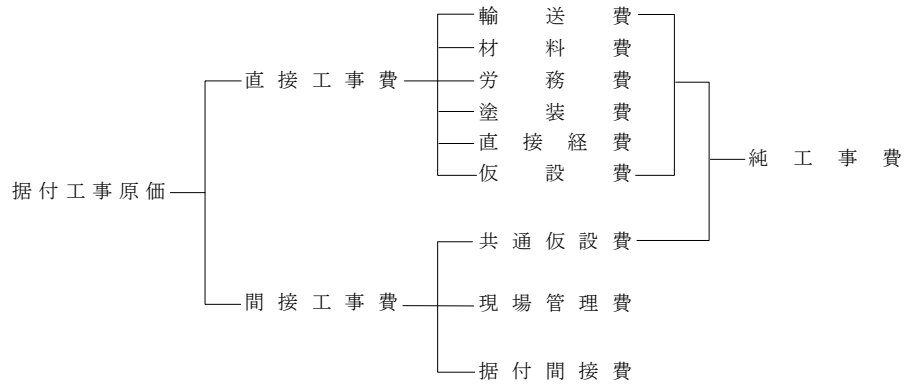 輸送費
材料費
直接工事費
労務費
塗装費
直接経費
純工事費
仮設費
据付工事原価
共通仮設費
間接工事費
現場管理費
据付間接費